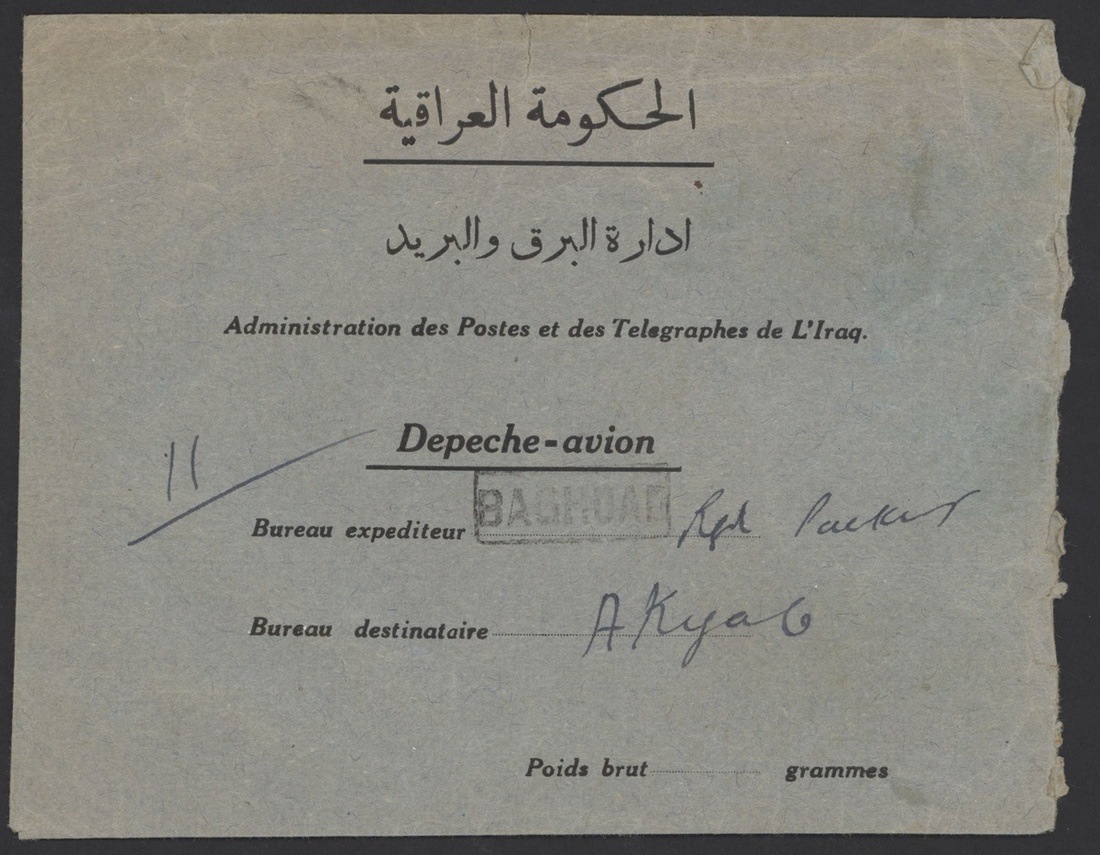 الحكومة العراقية
ادارة البرق والبريد
Administration des Postes et des Telegraphes de L'Iraq.
11
Depeche-avion
Bureau expediteur BAGHDAD Rgd Packet
Bureau destinataire AKyab
Poids brut grammes